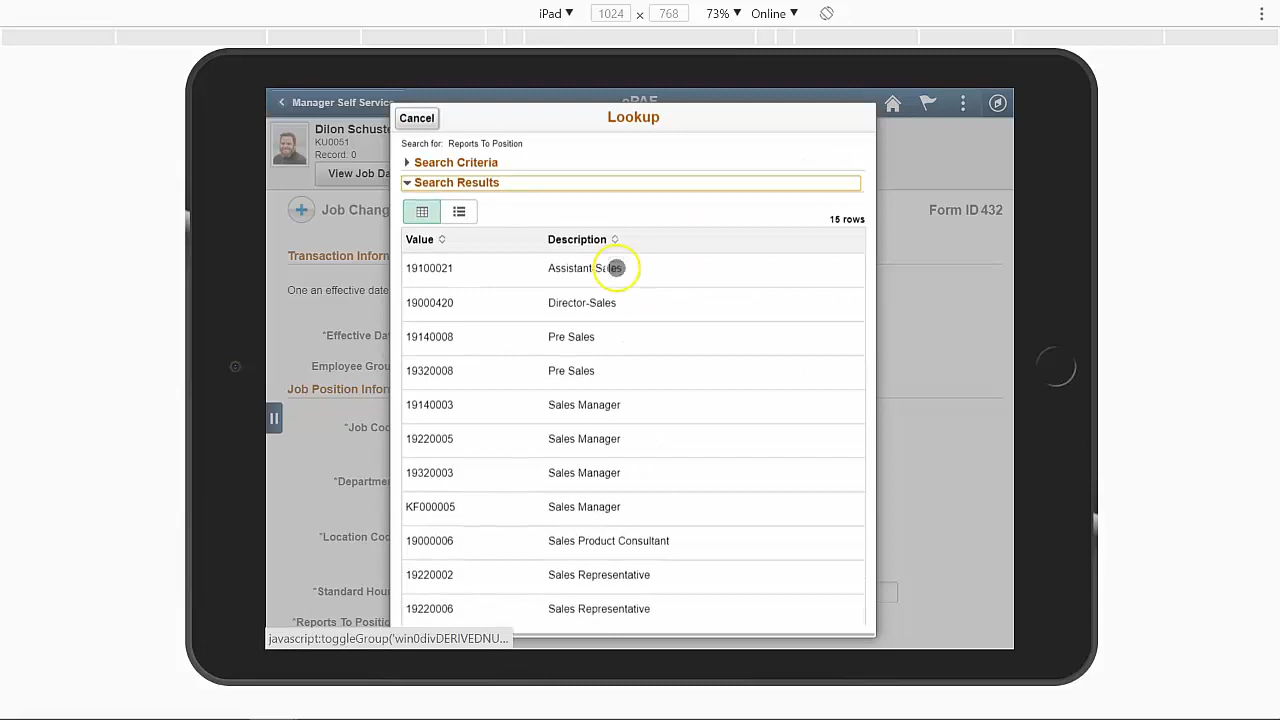 iPad ▼ 1024 x 768 73% ▼ Online ▼
Manager Self Servic
ePAF
Dilon Schuste
KU0051
Record: 0
View Job Da
Job Chang
Form ID 432
Transaction Inforn
One an effective date
*Effective Da
Employee Grou
Job Position Inforr
*Job Coc
*Departme
*Location Coc
*Standard Hou
*Reports To Positic
Cancel
Lookup
Search for: Reports To Position
Search Criteria
Search Results
15 rows
Value Description
19100021 Assistant-Sales
19000420 Director-Sales
19140008 Pre Sales
19320008 Pre Sales
19140003 Sales Manager
19220005 Sales Manager
19320003 Sales Manager
KF000005 Sales Manager
19000006 Sales Product Consultant
19220002 Sales Representative
19220006 Sales Representative
javascript:toggleGroup('win0divDERIVEDNU...